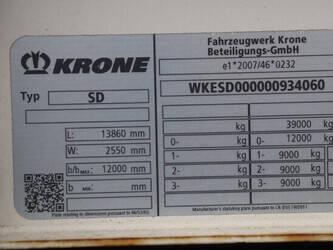 KRONE
Fahrzeugwerk Krone
Beteiligungs-GmbH
e1*2007/46*0232
Typ SD
WKESD000000934060
L: 13860 mm
W: 2550 mm
h/h MAX: 12000 mm
b MIN: mm
kg 39000 kg
0- kg 0- 12000 kg
1- kg 1- 9000 kg
2- kg 2- 9000 kg
3- kg 3- 9000 kg